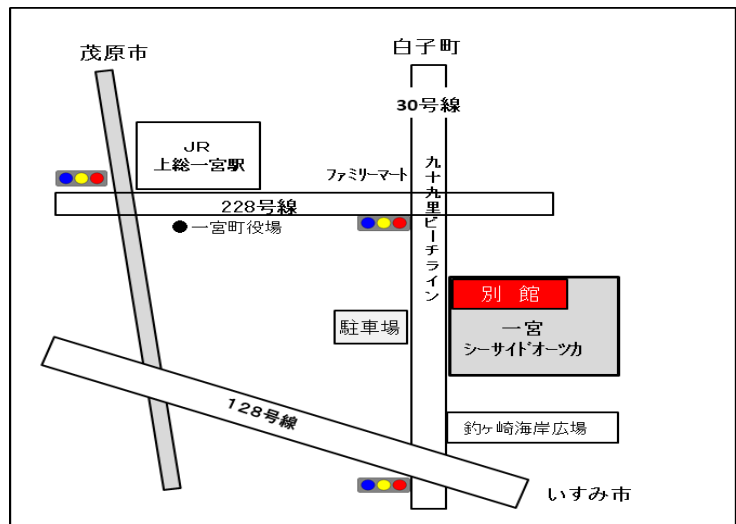 茂原市
白子町
30号線
JR
上総一宮駅
ファミリーマート
九十九里ビーチライン
228号線
一宮町役場
別館
一宮
シーサイドオーツカ
駐車場
128号線
釣ヶ崎海岸広場
いすみ市